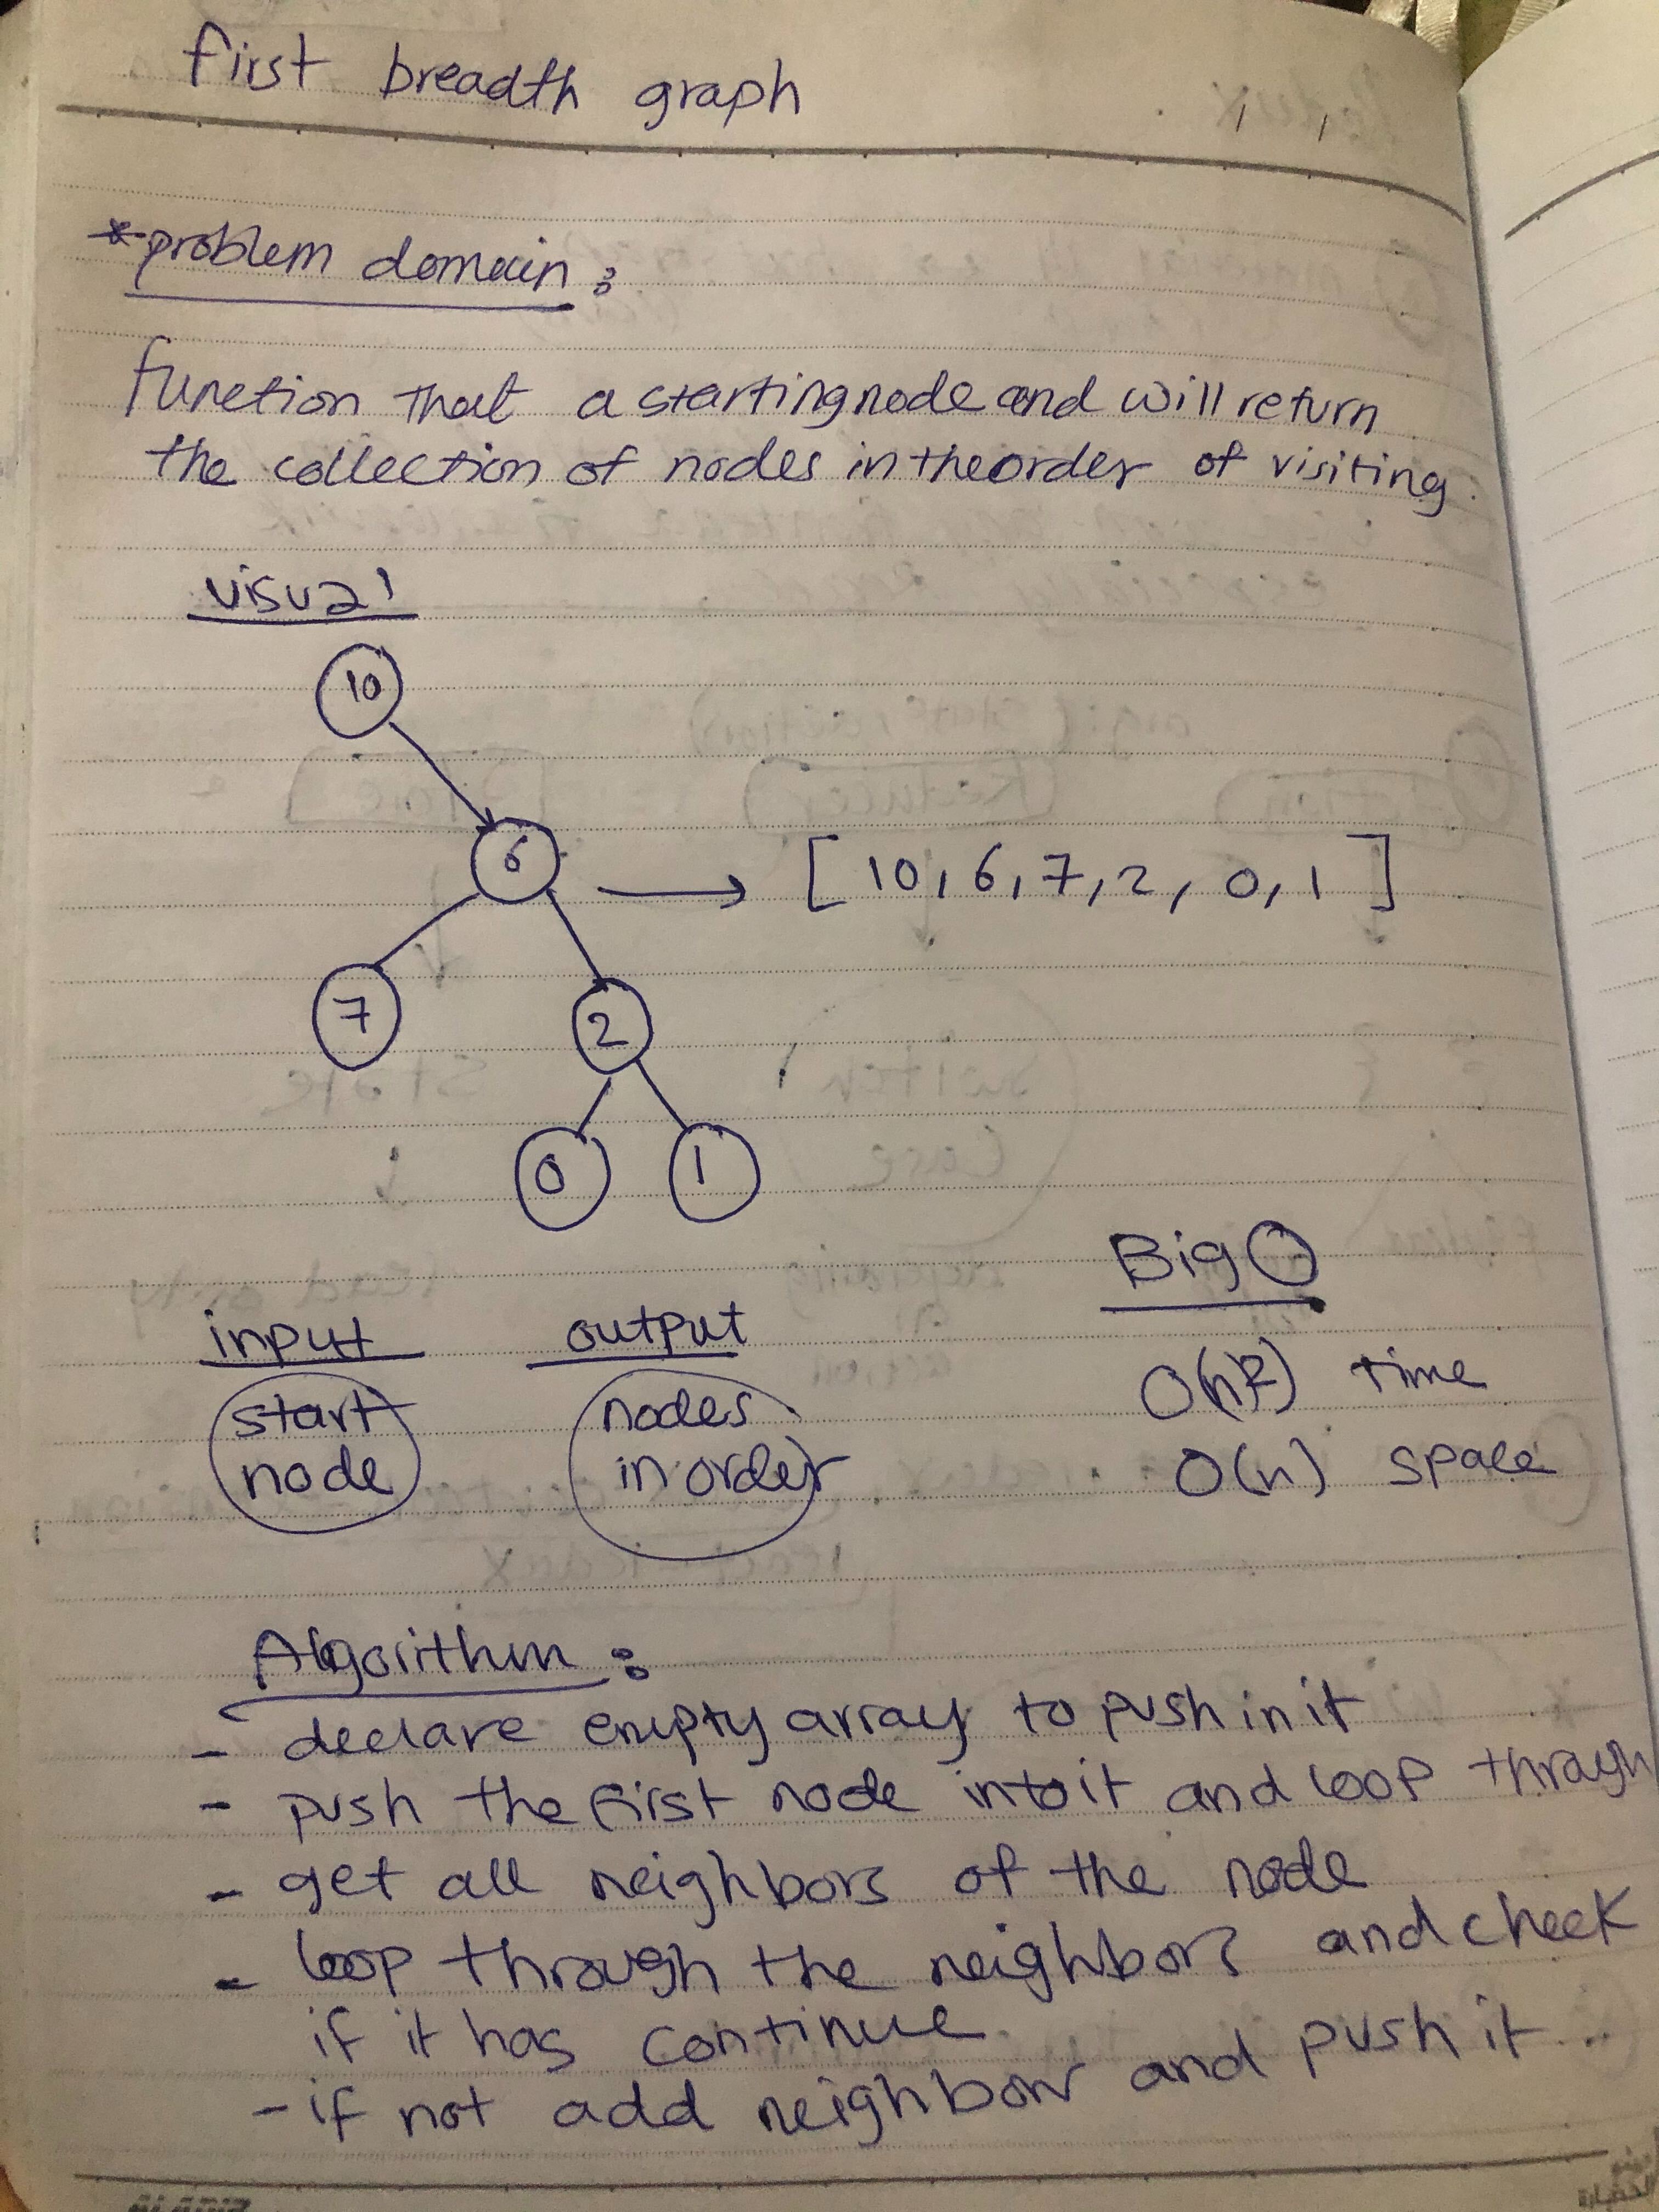 first breadth graph
*problem domain :
function that a starting node and will return
the collection of nodes in the order of visiting.
visual
10
6 → [ 10, 6, 7, 2, 0, 1 ]
7 2
0 1
Big O
input output
O(n^2) time
start nodes
node in order
O(n) space
Algorithm :
- declare empty array to push in it
- push the first node into it and loop through
- get all neighbors of the node
- loop through the neighbors and check
if it has continue
- if not add neighbour and push it ...